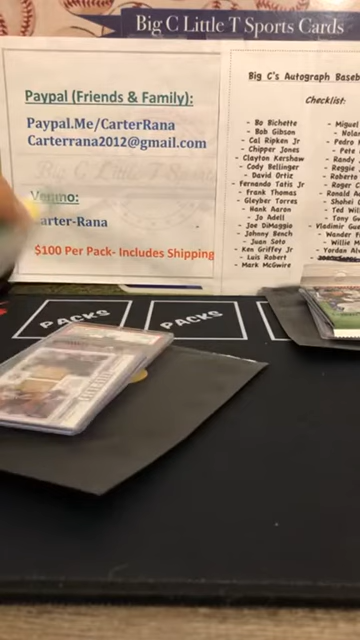 Big C Little T Sports Cards
Paypal (Friends & Family):
Paypal.Me/CarterRana
Carterrana2012@gmail.com
Venmo:
arter-Rana
$100 Per Pack- Includes Shipping
Big C's Autograph Baseb
Checklist:
- Bo Bichette
- Bob Gibson
- Cal Ripken Jr
- Chipper Jones
- Clayton Kershaw
- Cody Bellinger
- David Ortiz
- Fernando Tatis Jr
- Frank Thomas
- Gleyber Torres
- Hank Aaron
- Jo Adell
- Joe DiMaggio
- Johnny Bench
- Juan Soto
- Ken Griffey Jr
- Luis Robert
- Mark McGwire
- Miguel
- Nolan
- Pedro
- Pete
- Randy
- Reggie
- Roberto
- Roger C
- Ronald A
- Shohei
- Ted Wil
- Tony Gw
- Vladimir Gue
- Wander F
- Willie M
- Yordan Alv
PACKS
PACKS